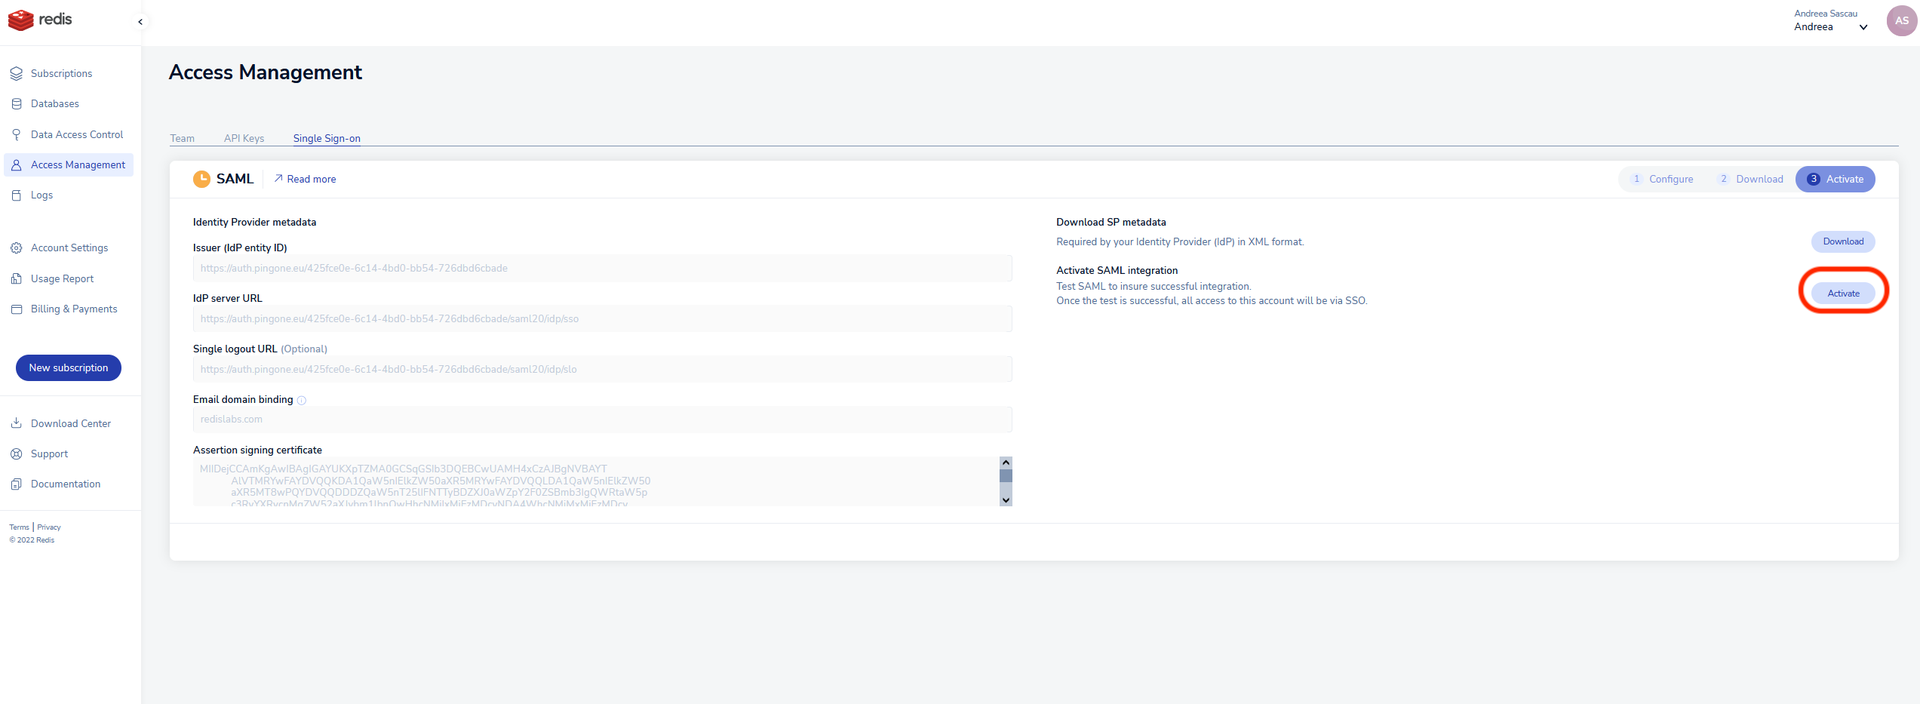 redis
Andreea Sascau
Andreea
AS
Subscriptions
Databases
Data Access Control
Access Management
Logs
Account Settings
Usage Report
Billing & Payments
New subscription
Download Center
Support
Documentation
Terms | Privacy
© 2022 Redis
Access Management
Team
API Keys
Single Sign-on
SAML
Read more
1 Configure
2 Download
3 Activate
Identity Provider metadata
Issuer (IdP entity ID)
https://auth.pingone.eu/425fce0e-6c14-4bd0-bb54-726dbd6cbade
IdP server URL
https://auth.pingone.eu/425fce0e-6c14-4bd0-bb54-726dbd6cbade/saml20/idp/sso
Single logout URL (Optional)
https://auth.pingone.eu/425fce0e-6c14-4bd0-bb54-726dbd6cbade/saml20/idp/slo
Email domain binding
redislabs.com
Assertion signing certificate
Download SP metadata
Required by your Identity Provider (IdP) in XML format.
Download
Activate SAML integration
Test SAML to insure successful integration.
Once the test is successful, all access to this account will be via SSO.
Activate